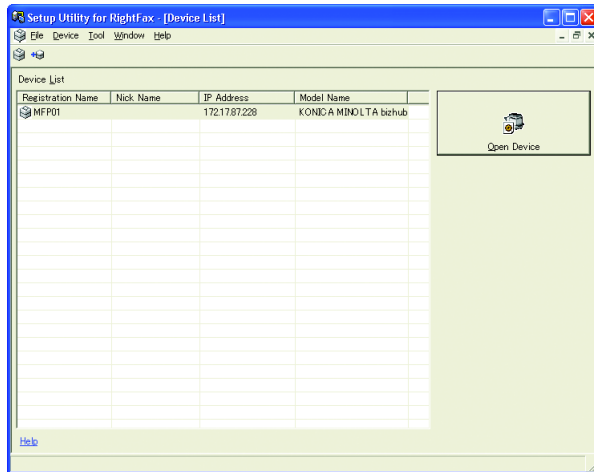 Setup Utility for RightFax - [Device List]
File Device Tool Window Help
Device List
Registration Name Nick Name IP Address Model Name
MFP01 172.17.87.228 KONICA MINOLTA bizhub
Open Device
Help